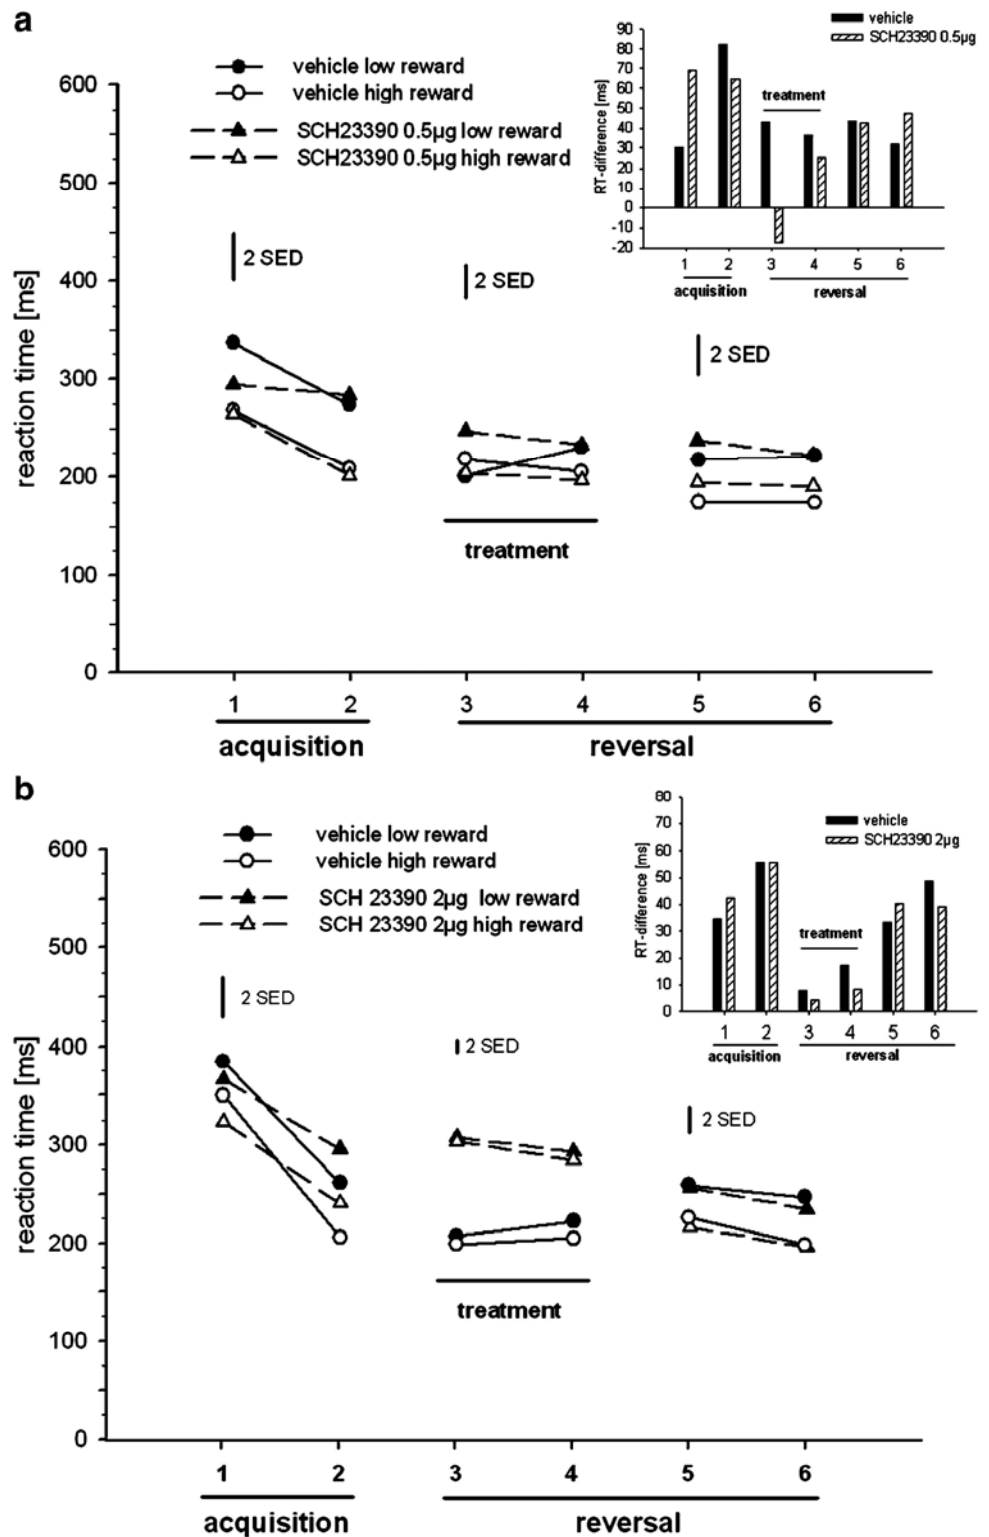 a
vehicle low reward
vehicle high reward
SCH23390 0.5µg low reward
SCH23390 0.5µg high reward
vehicle
SCH23390 0.5µg
RT-difference [ms]
90
80
70
60
50
40
30
20
10
0
-10
-20
treatment
1 2 3 4 5 6
acquisition reversal
reaction time [ms]
600
500
400
300
200
100
0
2 SED
2 SED
2 SED
treatment
1 2 3 4 5 6
acquisition reversal
b
vehicle low reward
vehicle high reward
SCH 23390 2µg low reward
SCH 23390 2µg high reward
vehicle
SCH23390 2µg
RT-difference [ms]
80
70
60
50
40
30
20
10
0
treatment
1 2 3 4 5 6
acquisition reversal
reaction time [ms]
600
500
400
300
200
100
0
2 SED
2 SED
2 SED
treatment
1 2 3 4 5 6
acquisition reversal